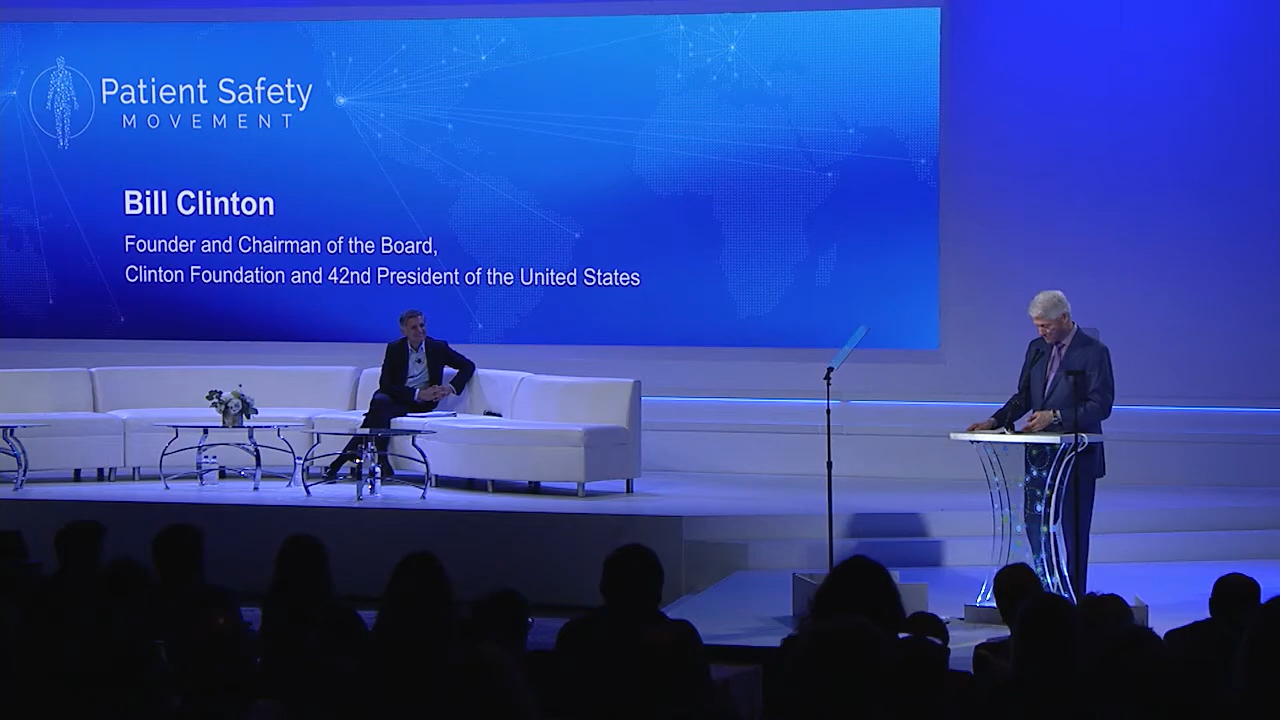 Patient Safety
MOVEMENT
Bill Clinton
Founder and Chairman of the Board,
Clinton Foundation and 42nd President of the United States